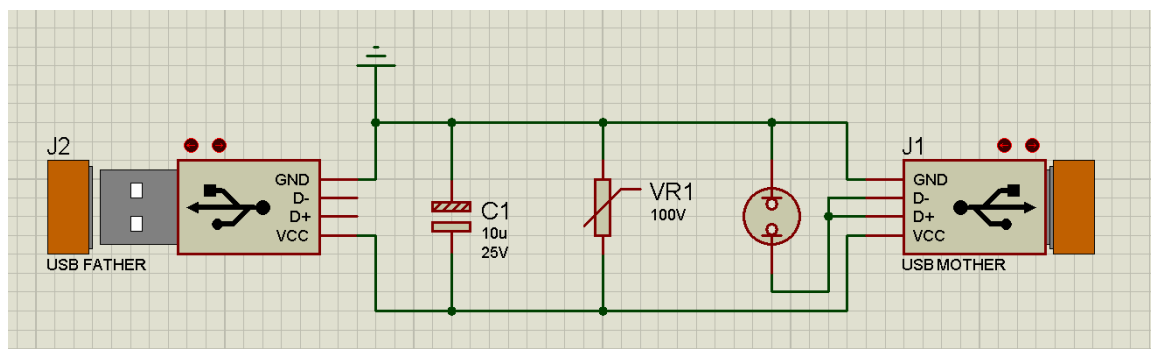 J2
GND
D-
D+
VCC
USB FATHER
C1
10u
25V
VR1
100V
J1
GND
D-
D+
VCC
USB MOTHER